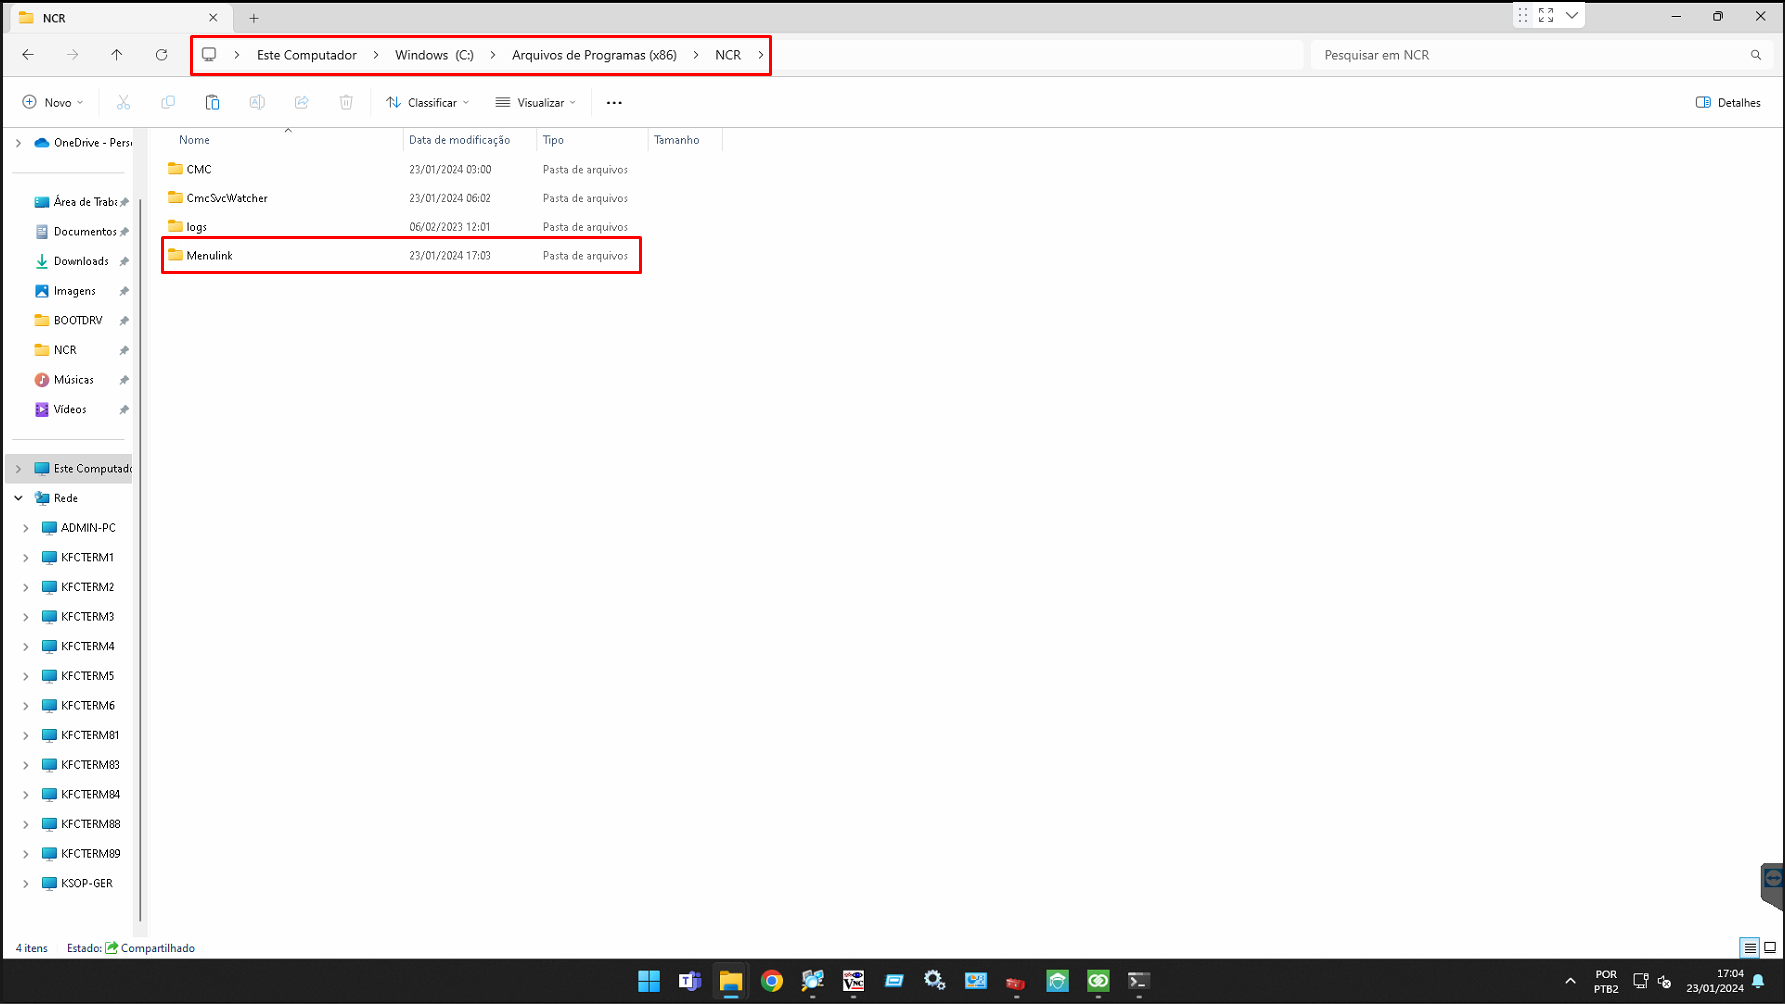 NCR
Este Computador
Windows (C:)
Arquivos de Programas (x86)
NCR
Pesquisar em NCR
Novo
Classificar
Visualizar
Detalhes
Nome
Data de modificação
Tipo
Tamanho
OneDrive - Pers
CMC 23/01/2024 03:00 Pasta de arquivos
CmcSvcWatcher 23/01/2024 06:02 Pasta de arquivos
logs 06/02/2023 12:01 Pasta de arquivos
Menulink 23/01/2024 17:03 Pasta de arquivos
Área de Traba
Documentos
Downloads
Imagens
BOOTDRV
NCR
Músicas
Vídeos
Este Computado
Rede
ADMIN-PC
KFCTERM1
KFCTERM2
KFCTERM3
KFCTERM4
KFCTERM5
KFCTERM6
KFCTERM81
KFCTERM83
KFCTERM84
KFCTERM88
KFCTERM89
KSOP-GER
4 itens
Estado: Compartilhado
VNC
POR
PTB2
17:04
23/01/2024